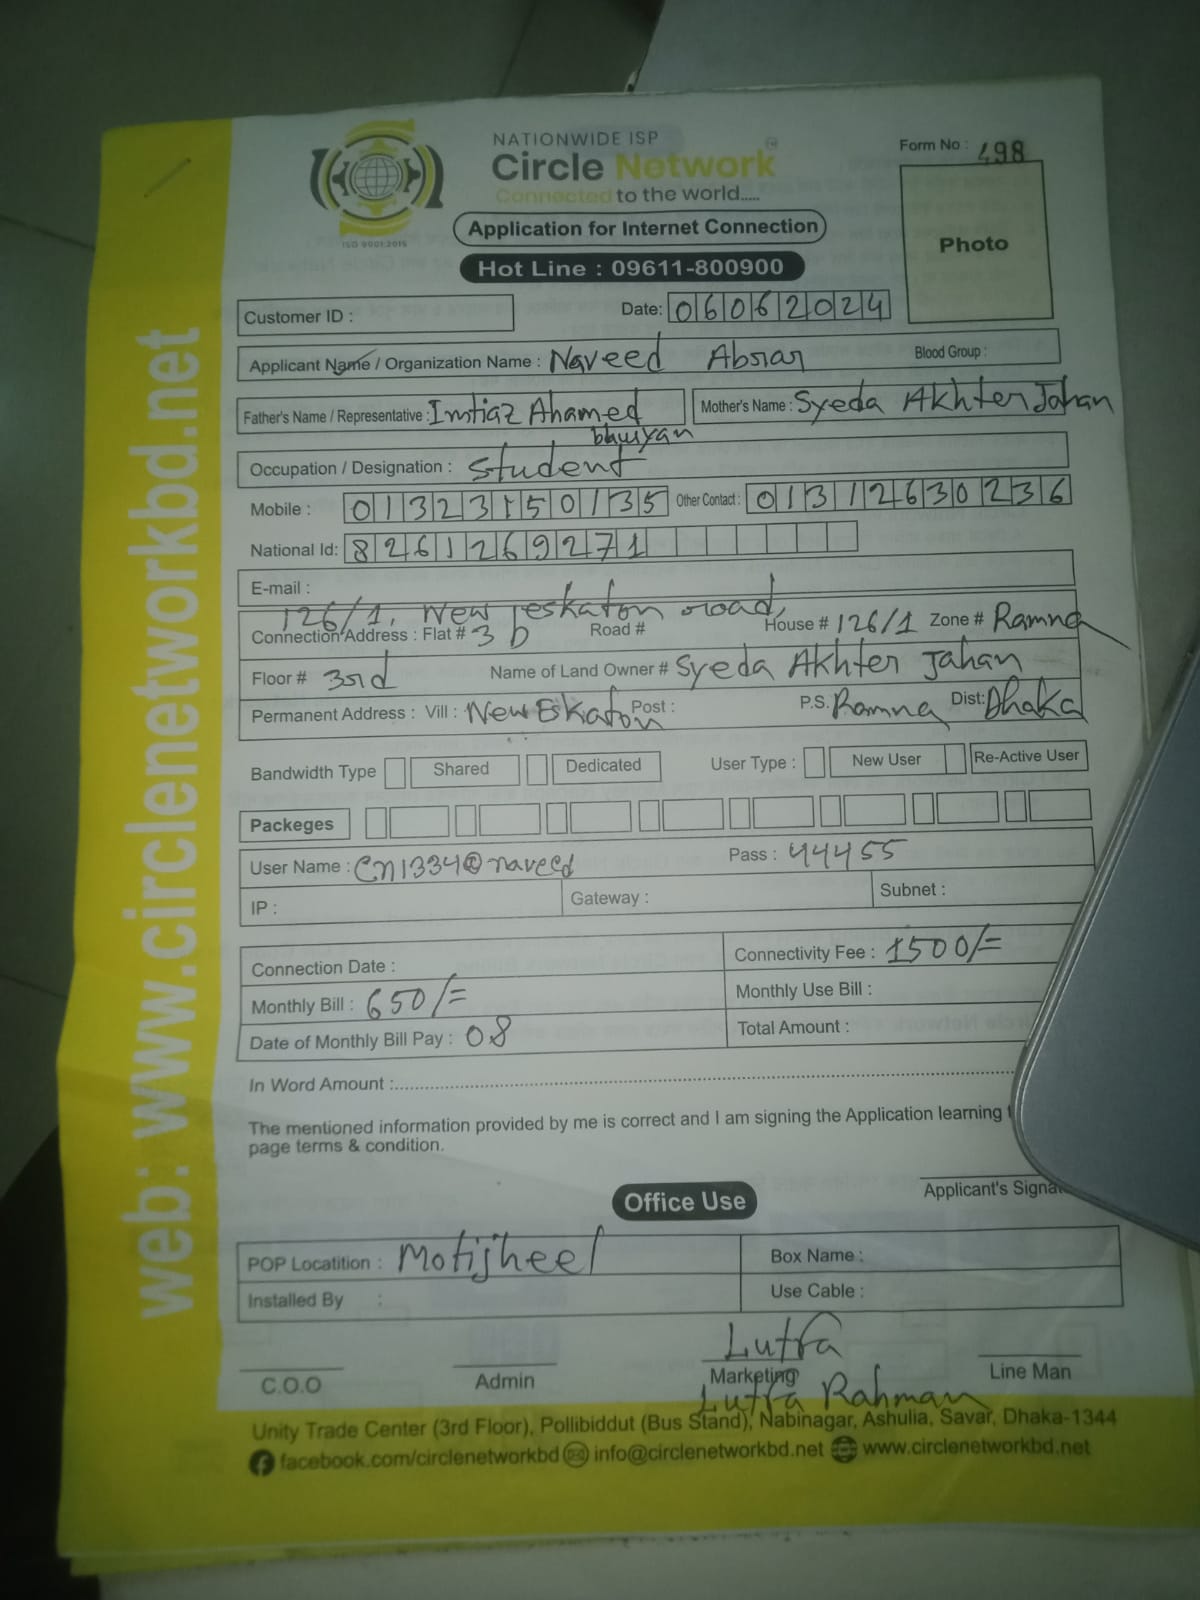 NATIONWIDE ISP
Circle Network
Connected to the world.....
ISO 9001:2015
Form No : 498
Application for Internet Connection
Photo
Hot Line : 09611-800900
Customer ID :
Date: 06062024
Applicant Name / Organization Name : Naveed Absrar Blood Group :
Father's Name / Representative : Imtiaz Ahamed bhuiyan
Mother's Name : Syeda Akhter Jahan
Occupation / Designation : Student
Mobile : 01323150135 Other Contact : 01312630236
National Id: 8261269271
E-mail :
126/1, New eskaton road,
Connection Address : Flat # 3 b Road # House # 126/1 Zone # Ramna
Floor # 3rd Name of Land Owner # Syeda Akhter Jahan
Permanent Address : Vill : New Eskaton Post : P.S. Ramna Dist: Dhaka
Bandwidth Type Shared Dedicated User Type : New User Re-Active User
Packeges
User Name : cn1334@naveed Pass : 44455
IP : Gateway : Subnet :
Connection Date : Connectivity Fee : 1500/=
Monthly Bill : 650/= Monthly Use Bill :
Date of Monthly Bill Pay : 08 Total Amount :
In Word Amount :
The mentioned information provided by me is correct and I am signing the Application learning
page terms & condition.
Applicant's
Office Use
POP Locatition : Motijheel Box Name :
Installed By : Use Cable :
Lutfa
C.O.O Admin Marketing Line Man
Lutfa Rahman
Unity Trade Center (3rd Floor), Pollibiddut (Bus Stand), Nabinagar, Ashulia, Savar, Dhaka-1344
facebook.com/circlenetworkbd info@circlenetworkbd.net www.circlenetworkbd.net
web: www.circlenetworkbd.net